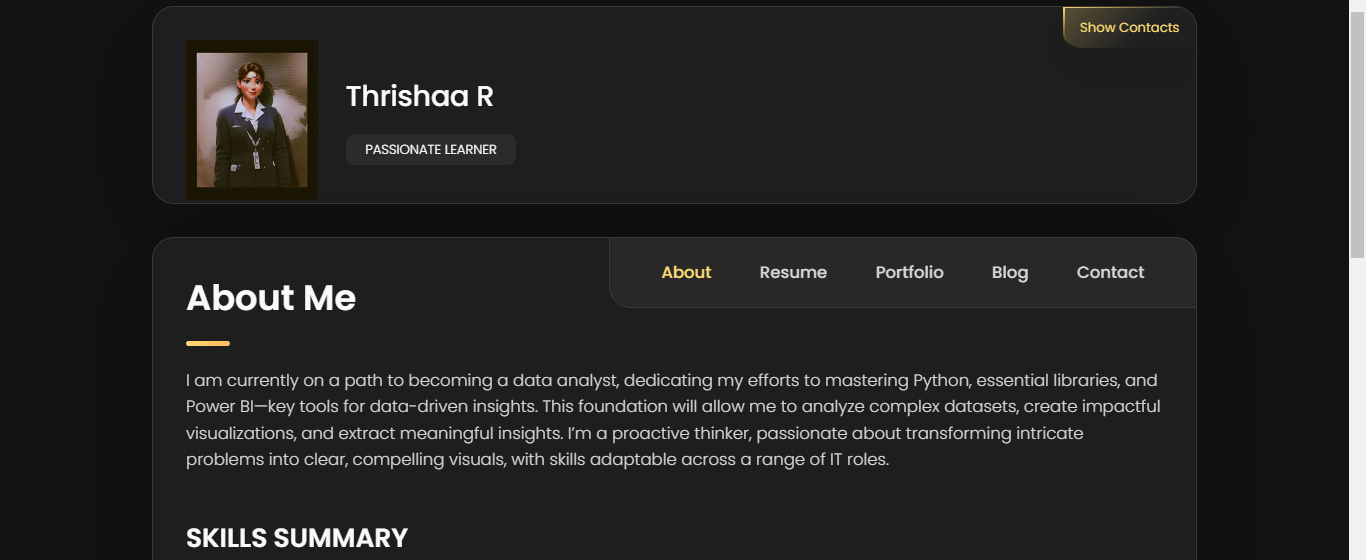 Show Contacts
Thrishaa R
PASSIONATE LEARNER
About Resume Portfolio Blog Contact
About Me
I am currently on a path to becoming a data analyst, dedicating my efforts to mastering Python, essential libraries, and
Power BI—key tools for data-driven insights. This foundation will allow me to analyze complex datasets, create impactful
visualizations, and extract meaningful insights. I’m a proactive thinker, passionate about transforming intricate
problems into clear, compelling visuals, with skills adaptable across a range of IT roles.
SKILLS SUMMARY